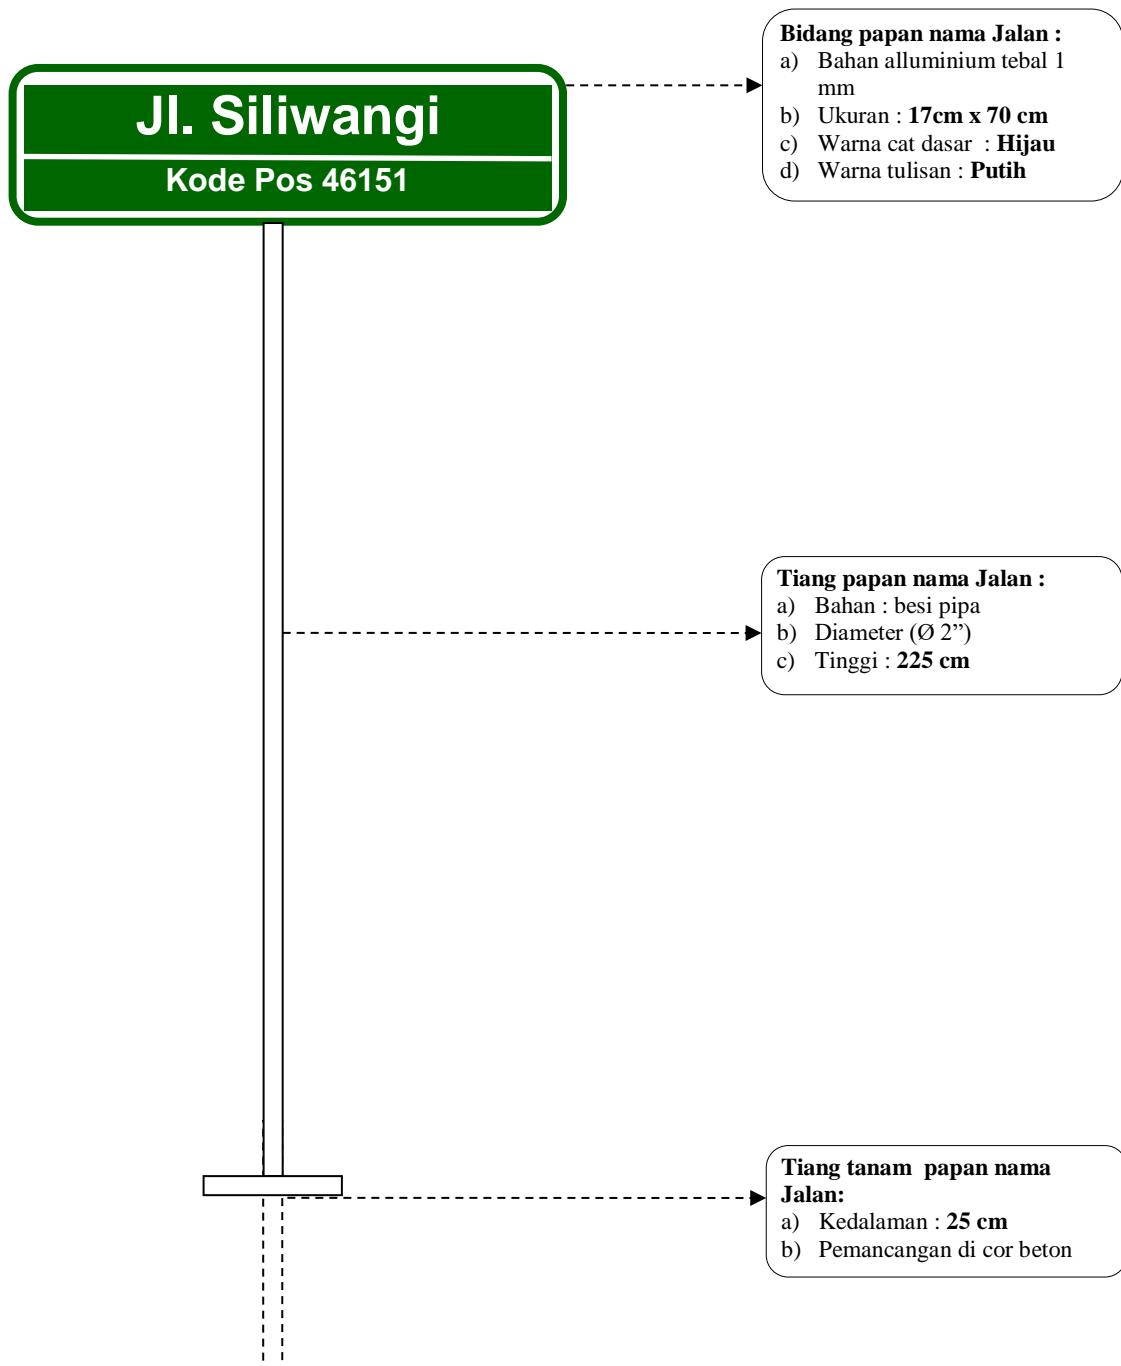 Jl. Siliwangi
Kode Pos 46151
Bidang papan nama Jalan :
a) Bahan alluminium tebal 1
mm
b) Ukuran : 17cm x 70 cm
c) Warna cat dasar : Hijau
d) Warna tulisan : Putih
Tiang papan nama Jalan :
a) Bahan : besi pipa
b) Diameter (Ø 2”)
c) Tinggi : 225 cm
Tiang tanam papan nama
Jalan:
a) Kedalaman : 25 cm
b) Pemancangan di cor beton